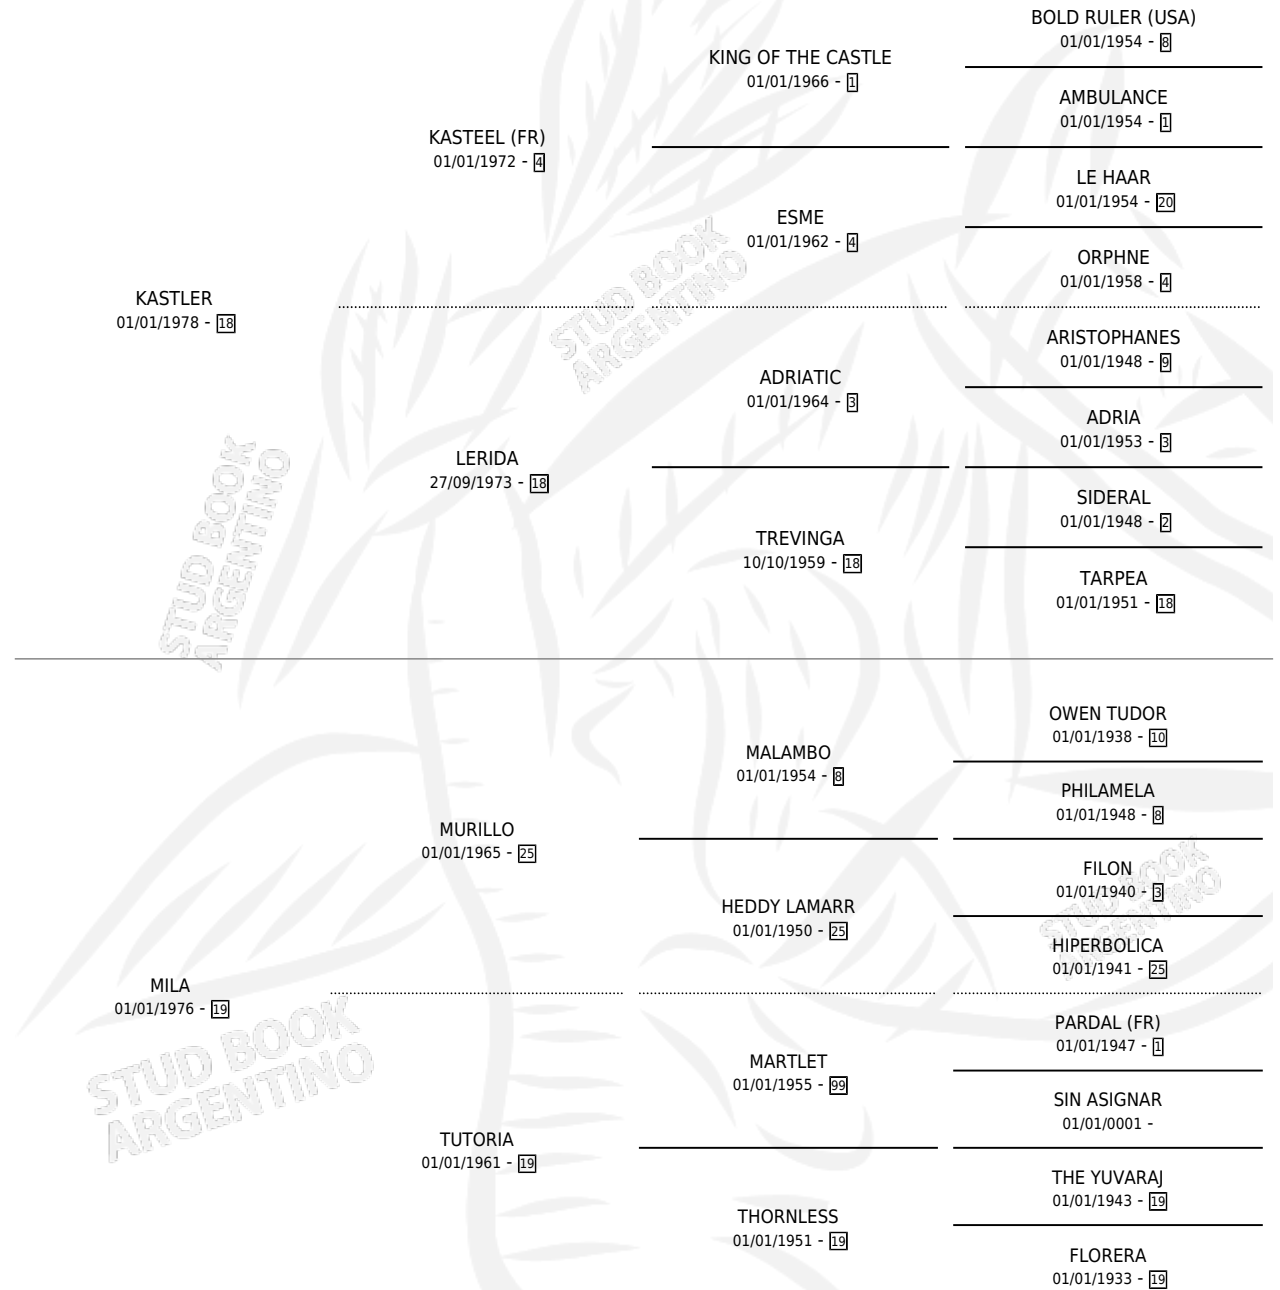 BOLD RULER (USA)
01/01/1954 - 8
KING OF THE CASTLE
01/01/1966 - 1
AMBULANCE
01/01/1954 - 1
KASTEEL (FR)
01/01/1972 - 4
LE HAAR
01/01/1954 - 20
ESME
01/01/1962 - 4
ORPHNE
01/01/1958 - 4
KASTLER
01/01/1978 - 18
ARISTOPHANES
01/01/1948 - 9
ADRIATIC
01/01/1964 - 3
ADRIA
01/01/1953 - 3
LERIDA
27/09/1973 - 18
SIDERAL
01/01/1948 - 2
TREVINGA
10/10/1959 - 18
TARPEA
01/01/1951 - 18
OWEN TUDOR
01/01/1938 - 10
MALAMBO
01/01/1954 - 8
PHILAMELA
01/01/1948 - 8
MURILLO
01/01/1965 - 25
FILON
01/01/1940 - 3
HEDDY LAMARR
01/01/1950 - 25
HIPERBOLICA
01/01/1941 - 25
MILA
01/01/1976 - 19
PARDAL (FR)
01/01/1947 - 1
MARTLET
01/01/1955 - 99
SIN ASIGNAR
01/01/0001 -
TUTORIA
01/01/1961 - 19
THE YUVARAJ
01/01/1943 - 19
THORNLESS
01/01/1951 - 19
FLORERA
01/01/1933 - 19
STUD BOOK
ARGENTINO
STUD BOOK
ARGENTINO
STUD BOOK
ARGENTINO
STUD BOOK
ARGENTINO